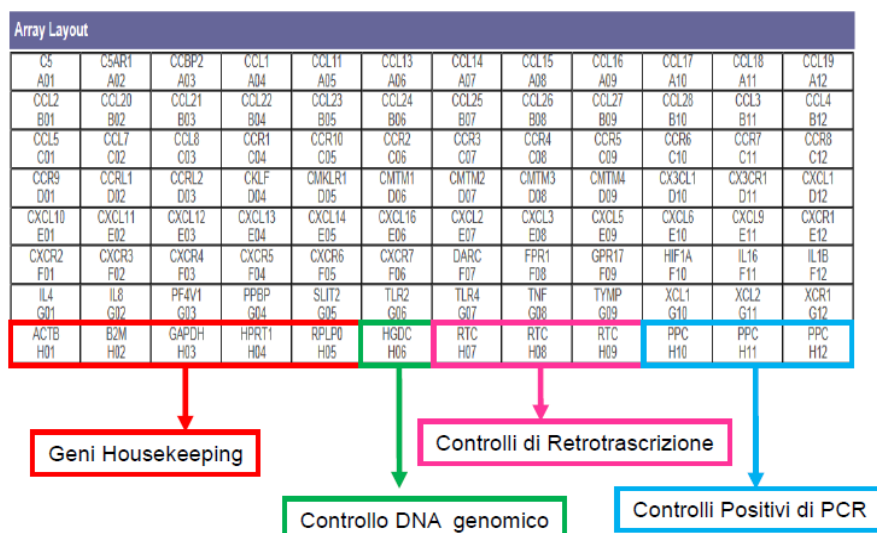 Array Layout
C5 C5AR1 CCBP2 CCL1 CCL11 CCL13 CCL14 CCL15 CCL16 CCL17 CCL18 CCL19
A01 A02 A03 A04 A05 A06 A07 A08 A09 A10 A11 A12
CCL2 CCL20 CCL21 CCL22 CCL23 CCL24 CCL25 CCL26 CCL27 CCL28 CCL3 CCL4
B01 B02 B03 B04 B05 B06 B07 B08 B09 B10 B11 B12
CCL5 CCL7 CCL8 CCR1 CCR10 CCR2 CCR3 CCR4 CCR5 CCR6 CCR7 CCR8
C01 C02 C03 C04 C05 C06 C07 C08 C09 C10 C11 C12
CCR9 CCRL1 CCRL2 CKLF CMKLR1 CMTM1 CMTM2 CMTM3 CMTM4 CX3CL1 CX3CR1 CXCL1
D01 D02 D03 D04 D05 D06 D07 D08 D09 D10 D11 D12
CXCL10 CXCL11 CXCL12 CXCL13 CXCL14 CXCL16 CXCL2 CXCL3 CXCL5 CXCL6 CXCL9 CXCR1
E01 E02 E03 E04 E05 E06 E07 E08 E09 E10 E11 E12
CXCR2 CXCR3 CXCR4 CXCR5 CXCR6 CXCR7 DARC FPR1 GPR17 HIF1A IL16 IL1B
F01 F02 F03 F04 F05 F06 F07 F08 F09 F10 F11 F12
IL4 IL8 PF4V1 PPBP SLIT2 TLR2 TLR4 TNF TYMP XCL1 XCL2 XCR1
G01 G02 G03 G04 G05 G06 G07 G08 G09 G10 G11 G12
ACTB B2M GAPDH HPRT1 RPLP0 HGDC RTC RTC RTC PPC PPC PPC
H01 H02 H03 H04 H05 H06 H07 H08 H09 H10 H11 H12
Geni Housekeeping
Controlli di Retrotrascrizione
Controllo DNA genomico
Controlli Positivi di PCR